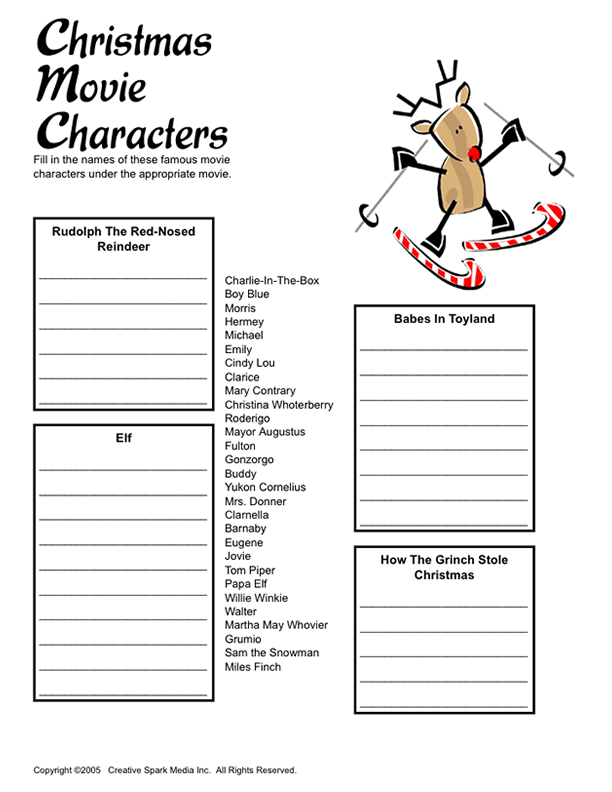 Christmas
Movie
Characters
Fill in the names of these famous movie
characters under the appropriate movie.
Rudolph The Red-Nosed
Reindeer
Elf
Charlie-In-The-Box
Boy Blue
Morris
Hermey
Michael
Emily
Cindy Lou
Clarice
Mary Contrary
Christina Whoterberry
Roderigo
Mayor Augustus
Fulton
Gonzorgo
Buddy
Yukon Cornelius
Mrs. Donner
Clarnella
Barnaby
Eugene
Jovie
Tom Piper
Papa Elf
Willie Winkie
Walter
Martha May Whovier
Grumio
Sam the Snowman
Miles Finch
Babes In Toyland
How The Grinch Stole
Christmas
Copyright ©2005 Creative Spark Media Inc. All Rights Reserved.